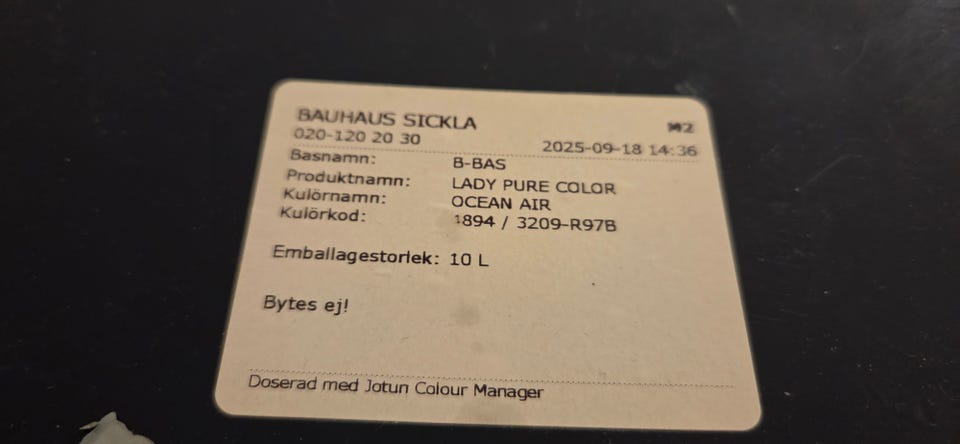 BAUHAUS SICKLA M2
020-120 20 30 2025-09-18 14:36
Basnamn: B-BAS
Produktnamn: LADY PURE COLOR
Kulörnamn: OCEAN AIR
Kulörkod: 1894 / 3209-R97B
Emballagestorlek: 10 L
Bytes ej!
Doserad med Jotun Colour Manager